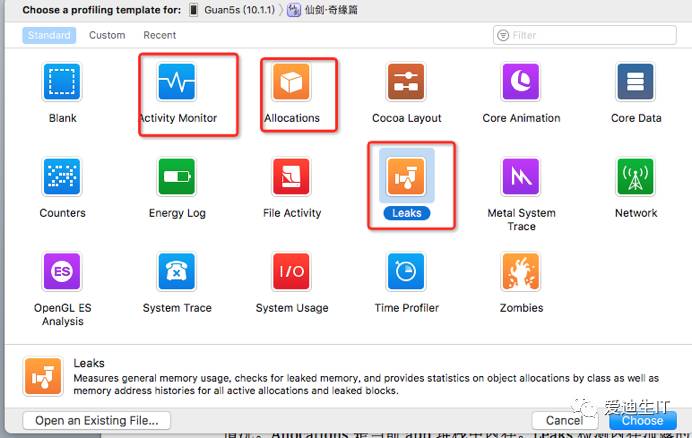 Choose a profiling template for: Guan5s (10.1.1) 〉 仙剑·奇缘篇
Standard Custom Recent Filter
Blank Activity Monitor Allocations Cocoa Layout Core Animation Core Data
Counters Energy Log File Activity Leaks Metal System Trace Network
ES
I/O
OpenGL ES Analysis System Trace System Usage Time Profiler Zombies
Leaks
Measures general memory usage, checks for leaked memory, and provides statistics on object allocations by class as well as
memory address histories for all active allocations and leaked blocks.
爱迪生IT
Open an Existing File... Cancel Choose